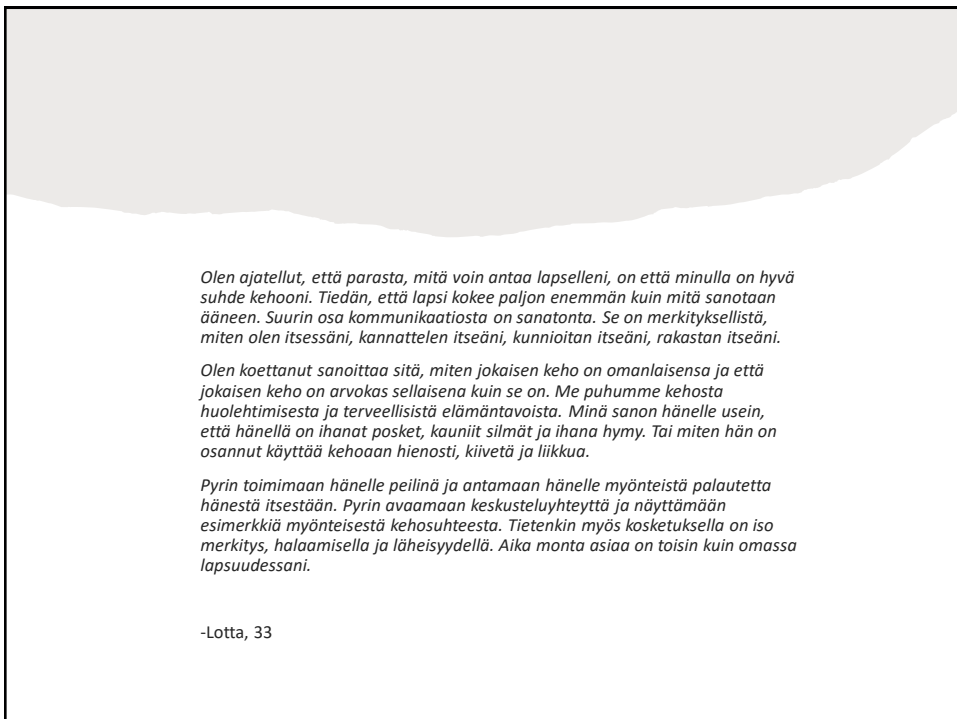 Olen ajatellut, että parasta, mitä voin antaa lapselleni, on että minulla on hyvä
suhde kehooni. Tiedän, että lapsi kokee paljon enemmän kuin mitä sanotaan
ääneen. Suurin osa kommunikaatiosta on sanatonta. Se on merkityksellistä,
miten olen itsessäni, kannattelen itseäni, kunnioitan itseäni, rakastan itseäni.
Olen koettanut sanoittaa sitä, miten jokaisen keho on omanlaisensa ja että
jokaisen keho on arvokas sellaisena kuin se on. Me puhumme kehosta
huolehtimisesta ja terveellisistä elämäntavoista. Minä sanon hänelle usein,
että hänellä on ihanat posket, kauniit silmät ja ihana hymy. Tai miten hän on
osannut käyttää kehoaan hienosti, kiivetä ja liikkua.
Pyrin toimimaan hänelle peilinä ja antamaan hänelle myönteistä palautetta
hänestä itsestään. Pyrin avaamaan keskusteluyhteyttä ja näyttämään
esimerkkiä myönteisestä kehosuhteesta. Tietenkin myös kosketuksella on iso
merkitys, halaamisella ja läheisyydellä. Aika monta asiaa on toisin kuin omassa
lapsuudessani.
-Lotta, 33